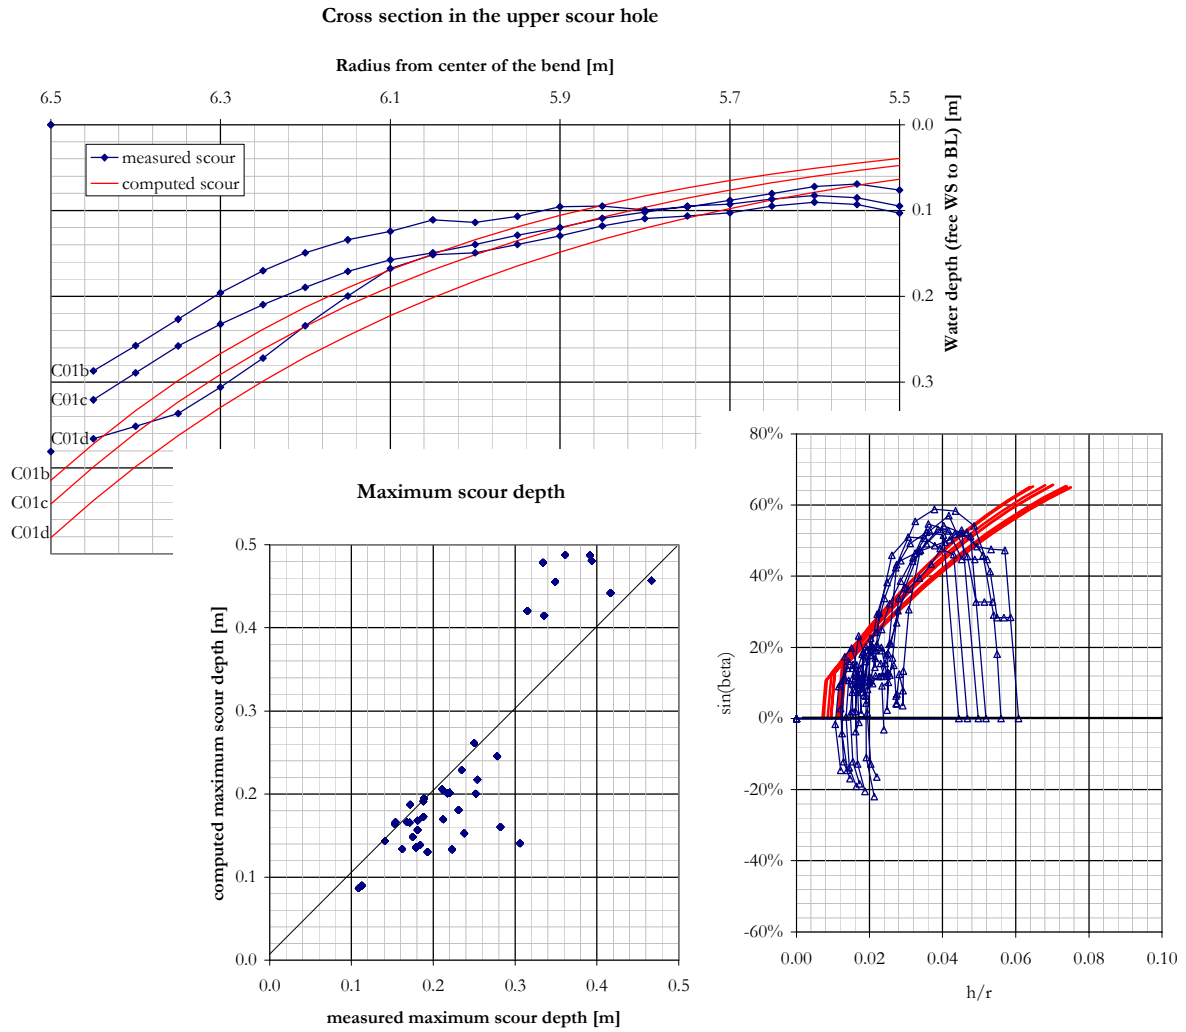 Cross section in the upper scour hole
Radius from center of the bend [m]
6.5 6.3 6.1 5.9 5.7 5.5
measured scour
computed scour
0.0
0.1
0.2
0.3
Water depth (free WS to BL) [m]
C01b
C01c
C01d
C01b
C01c
C01d
Maximum scour depth
0.5
0.4
0.3
0.2
0.1
0.0
computed maximum scour depth [m]
0.0 0.1 0.2 0.3 0.4 0.5
measured maximum scour depth [m]
80%
60%
40%
20%
0%
-20%
-40%
-60%
sin(beta)
0.00 0.02 0.04 0.06 0.08 0.10
h/r